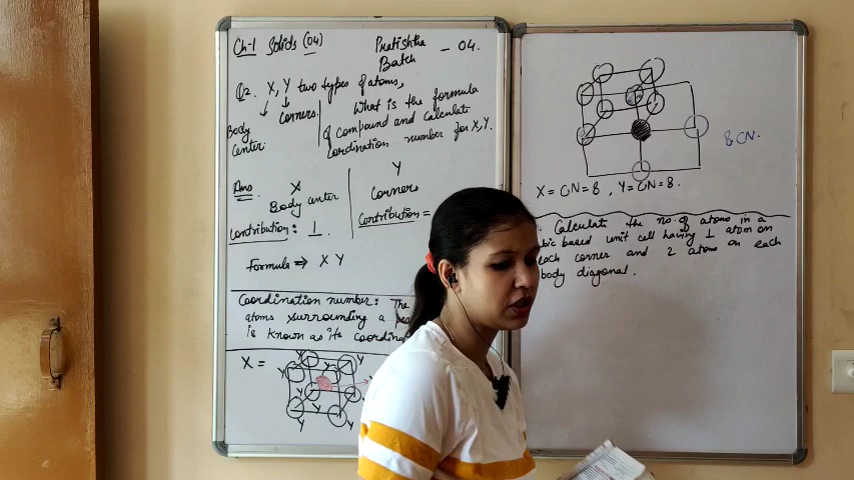 Ch-1 Solids (04)
Pratishtha
Batch - 04.
Q2. X, Y two types of atoms,
Body center
corners.
What is the formula
of compound and calculate
cordination number for X, Y.
Ans
X
Body center
Contribution: 1
Y
Corners
Contribution =
Formula ⇒ X Y
Coordination number: The
atoms surrounding a
is known as its coordina
X =
Y
Y
Y
Y
Y
Y
Y
Y
8 CN.
X = CN = 8 , Y = CN = 8 .
Calculate the no. of atoms in a
bic based unit cell having 1 atom on
each corner and 2 atoms on each
body diagonal.